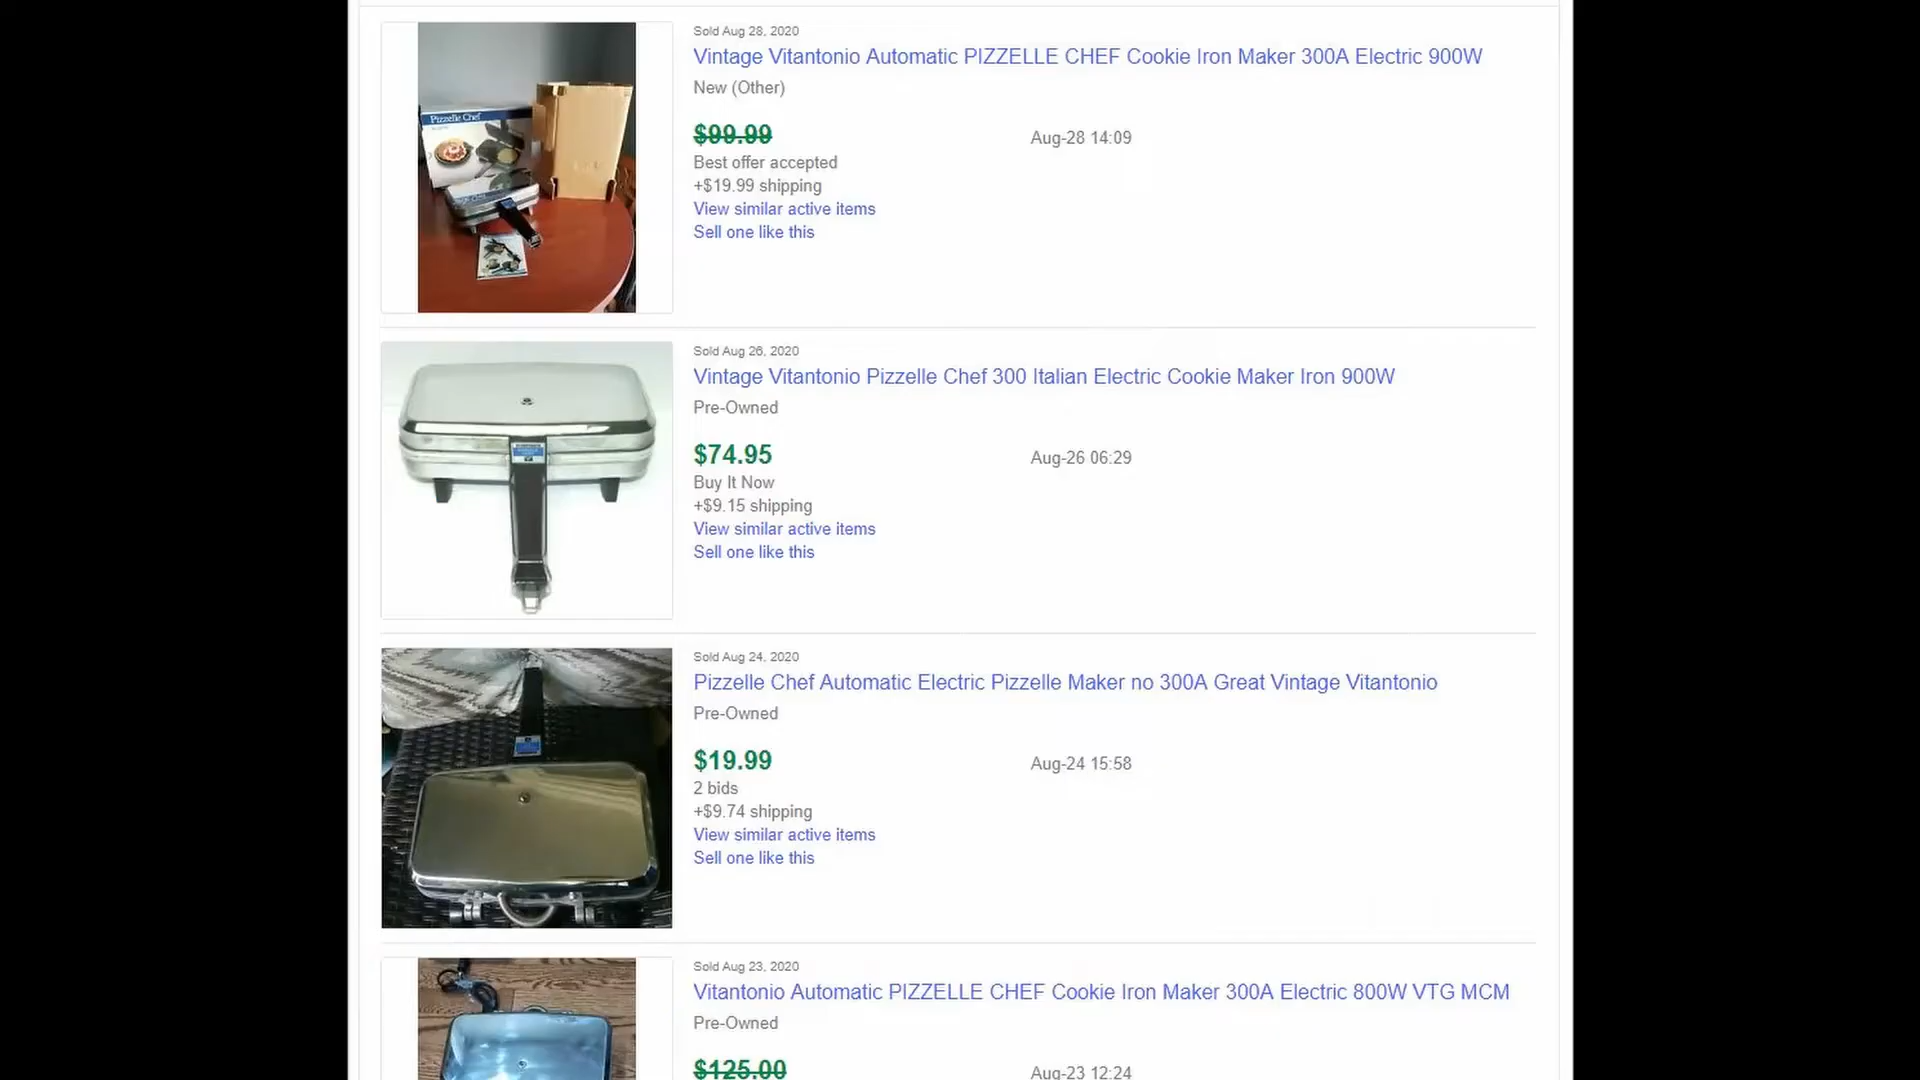 Sold Aug 28, 2020
Vintage Vitantonio Automatic PIZZELLE CHEF Cookie Iron Maker 300A Electric 900W
New (Other)
$99.99
Aug-28 14:09
Best offer accepted
+$19.99 shipping
View similar active items
Sell one like this
Pizzelle Chef
Sold Aug 26, 2020
Vintage Vitantonio Pizzelle Chef 300 Italian Electric Cookie Maker Iron 900W
Pre-Owned
$74.95
Aug-26 06:29
Buy It Now
+$9.15 shipping
View similar active items
Sell one like this
Sold Aug 24, 2020
Pizzelle Chef Automatic Electric Pizzelle Maker no 300A Great Vintage Vitantonio
Pre-Owned
$19.99
Aug-24 15:58
2 bids
+$9.74 shipping
View similar active items
Sell one like this
Sold Aug 23, 2020
Vitantonio Automatic PIZZELLE CHEF Cookie Iron Maker 300A Electric 800W VTG MCM
Pre-Owned
$125.00
Aug-23 12:24